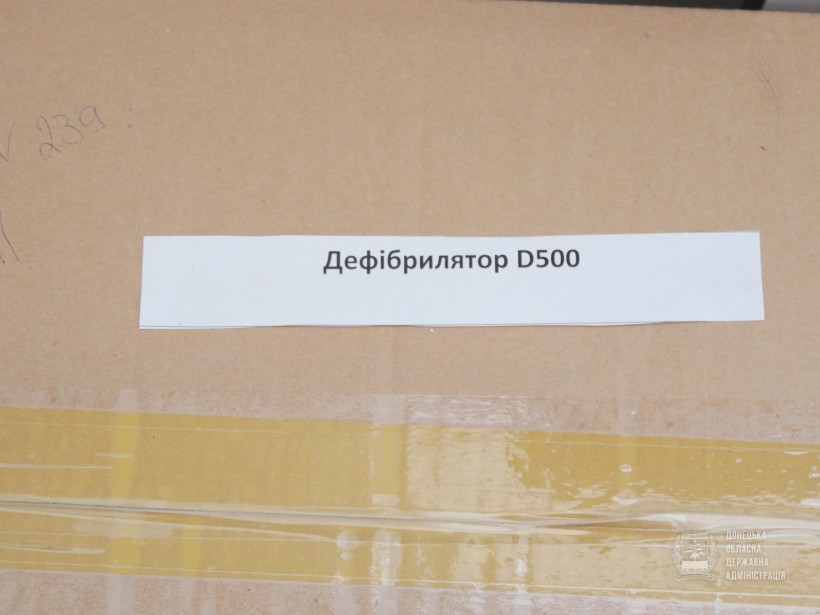 239
Дефібрилятор D500
ДОНЕЦЬКА
ОБЛАСНА
ДЕРЖАВНА
АДМІНІСТРАЦІЯ